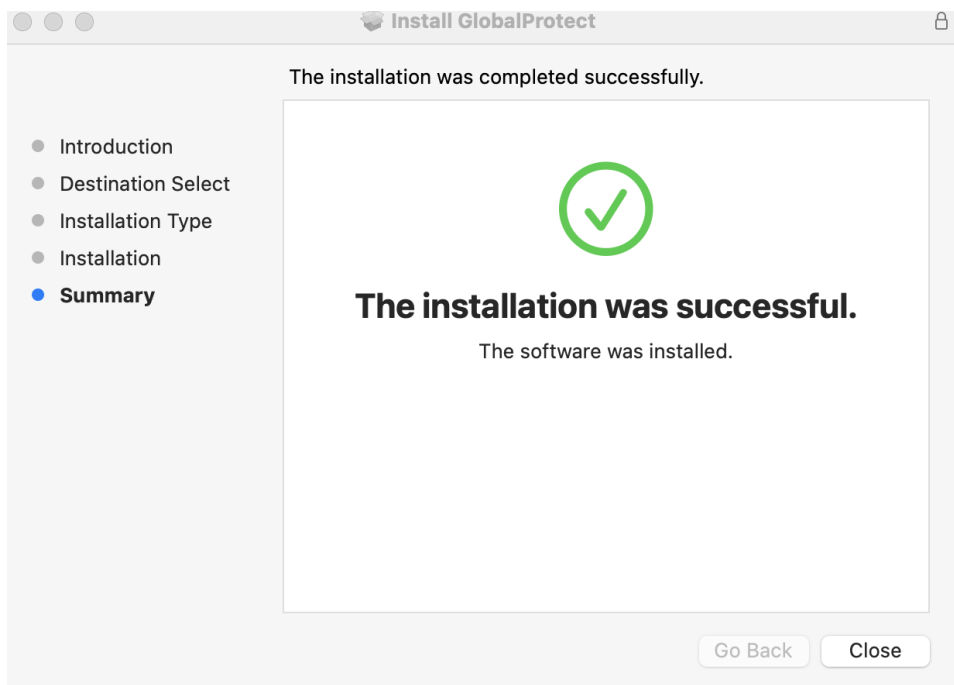 Install GlobalProtect
The installation was completed successfully.
Introduction
Destination Select
Installation Type
Installation
Summary
The installation was successful.
The software was installed.
Go Back
Close